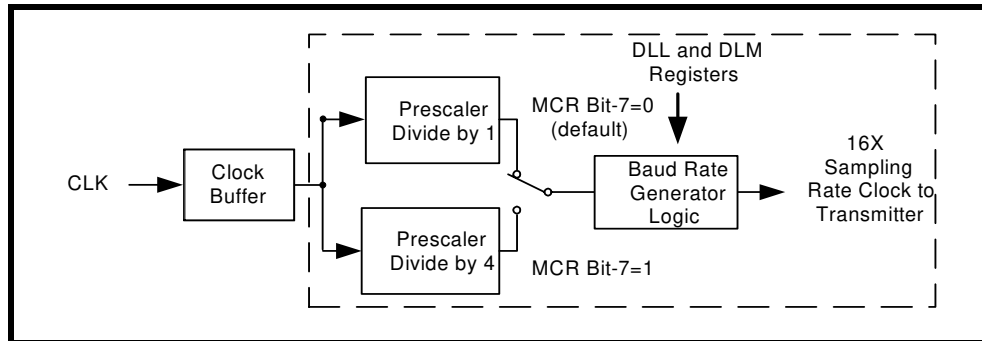 DLL and DLM
Registers
Prescaler
Divide by 1
MCR Bit-7=0
(default)
CLK
Clock
Buffer
Baud Rate
Generator
Logic
16X
Sampling
Rate Clock to
Transmitter
Prescaler
Divide by 4
MCR Bit-7=1